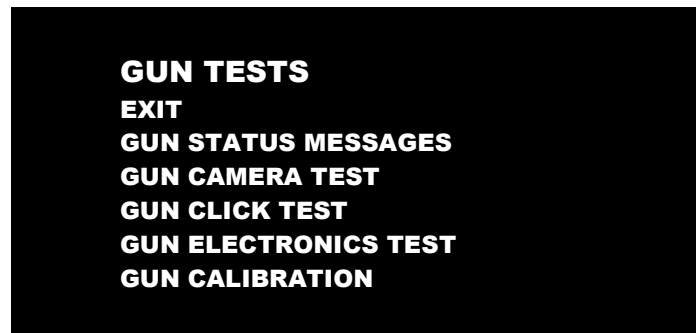 GUN TESTS
EXIT
GUN STATUS MESSAGES
GUN CAMERA TEST
GUN CLICK TEST
GUN ELECTRONICS TEST
GUN CALIBRATION